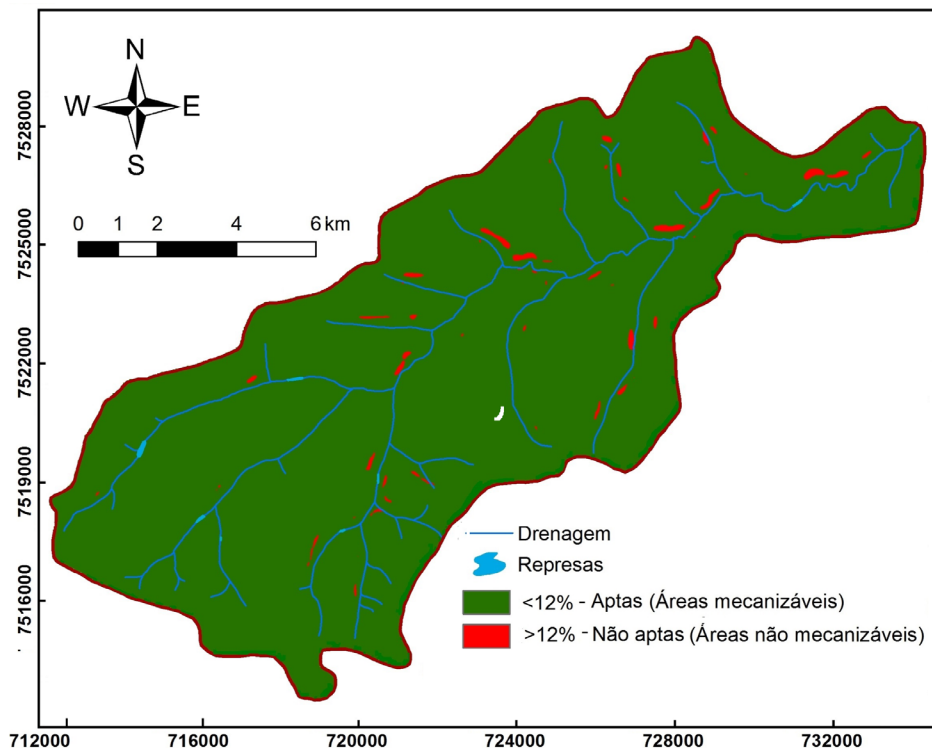 N
W E
S
0 1 2 4 6 km
7528000
7525000
7522000
7519000
7516000
Drenagem
Represas
<12% - Aptas (Áreas mecanizáveis)
>12% - Não aptas (Áreas não mecanizáveis)
712000 716000 720000 724000 728000 732000